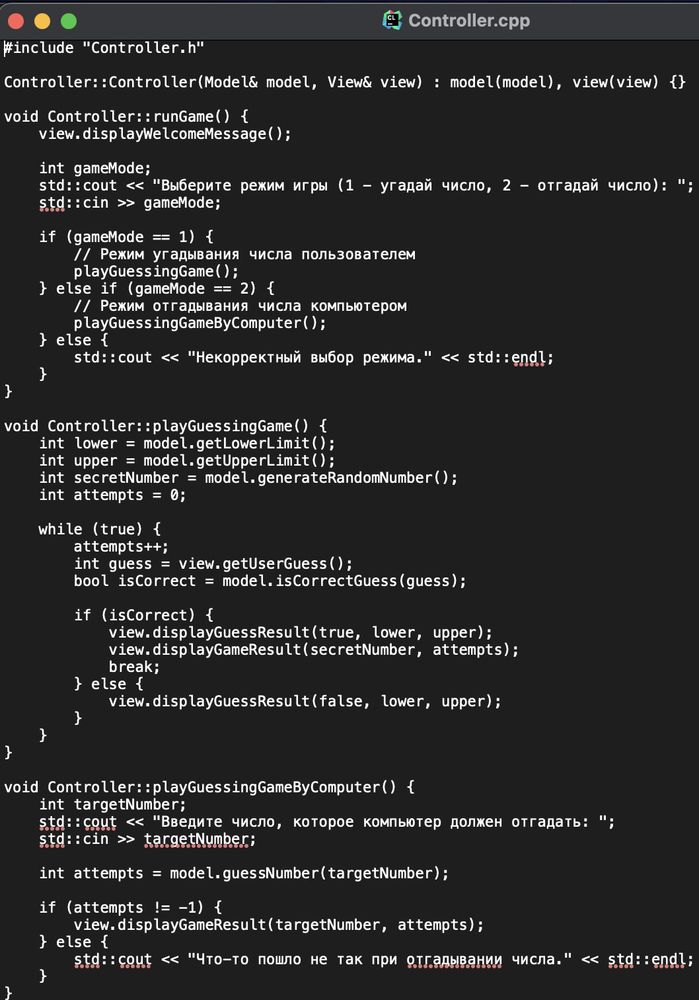 Controller.cpp
#include "Controller.h"
Controller::Controller(Model& model, View& view) : model(model), view(view) {}
void Controller::runGame() {
    view.displayWelcomeMessage();
    int gameMode;
    std::cout << "Выберите режим игры (1 – угадай число, 2 – отгадай число): ";
    std::cin >> gameMode;
    if (gameMode == 1) {
        // Режим угадывания числа пользователем
        playGuessingGame();
    } else if (gameMode == 2) {
        // Режим отгадывания числа компьютером
        playGuessingGameByComputer();
    } else {
        std::cout << "Некорректный выбор режима." << std::endl;
    }
}
void Controller::playGuessingGame() {
    int lower = model.getLowerLimit();
    int upper = model.getUpperLimit();
    int secretNumber = model.generateRandomNumber();
    int attempts = 0;
    while (true) {
        attempts++;
        int guess = view.getUserGuess();
        bool isCorrect = model.isCorrectGuess(guess);
        if (isCorrect) {
            view.displayGuessResult(true, lower, upper);
            view.displayGameResult(secretNumber, attempts);
            break;
        } else {
            view.displayGuessResult(false, lower, upper);
        }
    }
}
void Controller::playGuessingGameByComputer() {
    int targetNumber;
    std::cout << "Введите число, которое компьютер должен отгадать: ";
    std::cin >> targetNumber;
    int attempts = model.guessNumber(targetNumber);
    if (attempts != -1) {
        view.displayGameResult(targetNumber, attempts);
    } else {
        std::cout << "Что-то пошло не так при отгадывании числа." << std::endl;
    }
}